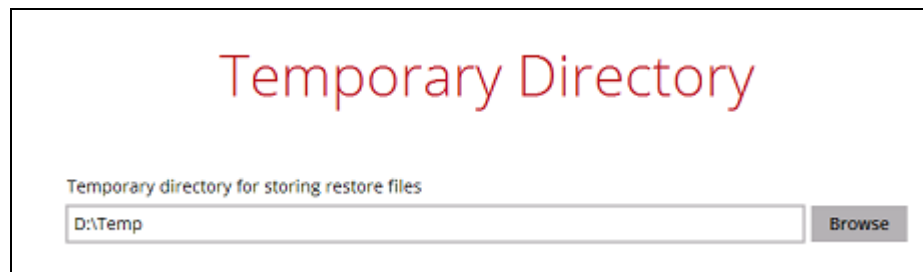 Temporary Directory
Temporary directory for storing restore files
D:\Temp
Browse